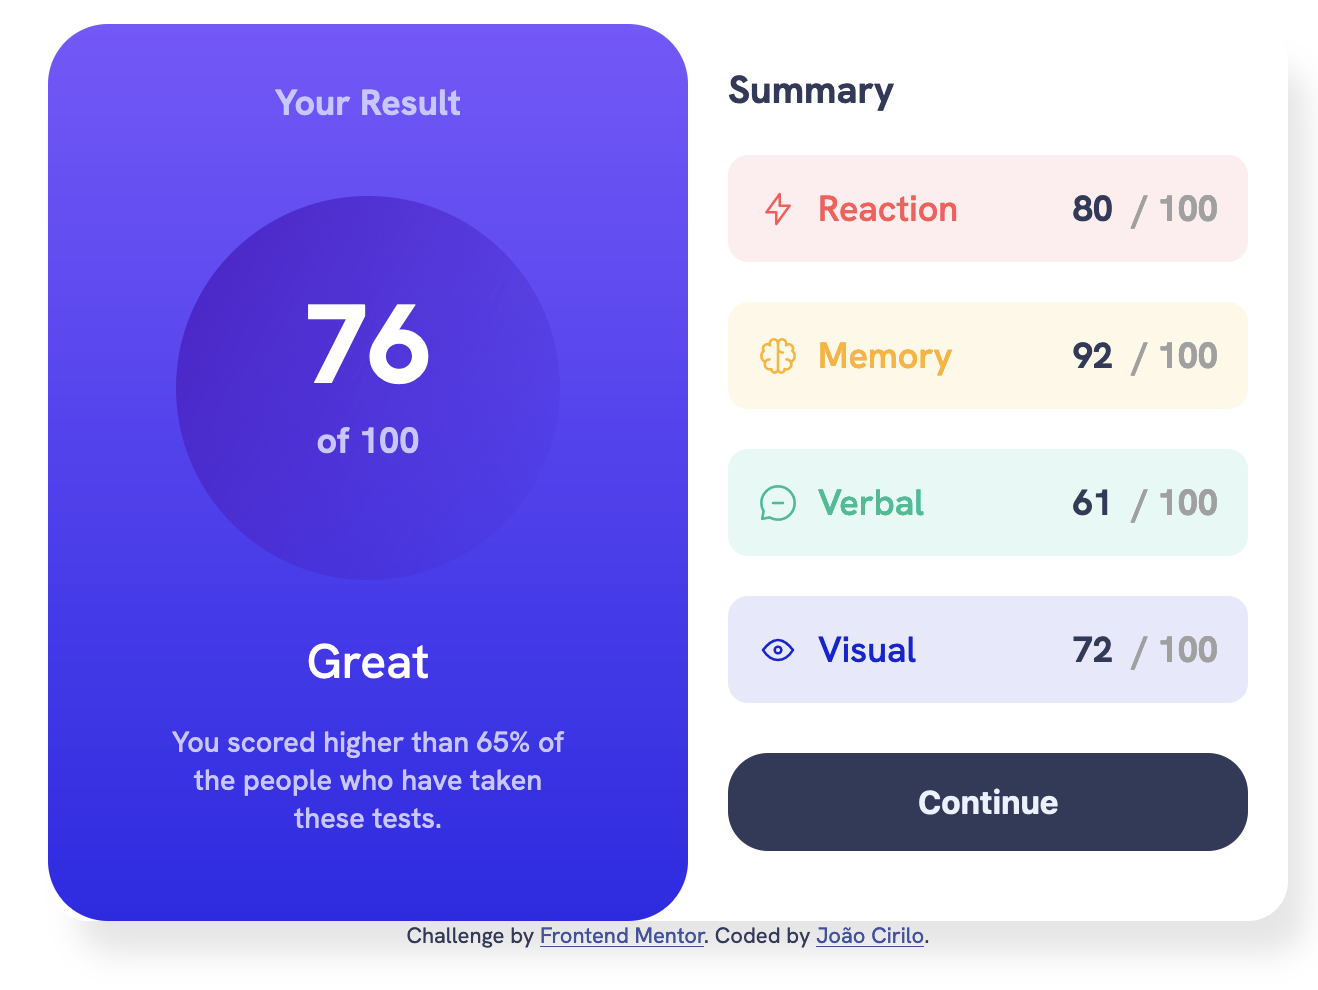 Your Result
76
of 100
Great
You scored higher than 65% of
the people who have taken
these tests.
Summary
Reaction 80 / 100
Memory 92 / 100
Verbal 61 / 100
Visual 72 / 100
Continue
Challenge by Frontend Mentor. Coded by João Cirilo.